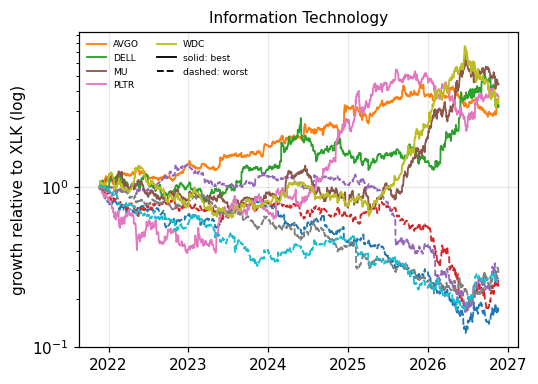 Information Technology
growth relative to XLK (log)
AVGO
DELL
MU
PLTR
WDC
solid: best
dashed: worst
10⁰
10⁻¹
2022 2023 2024 2025 2026 2027